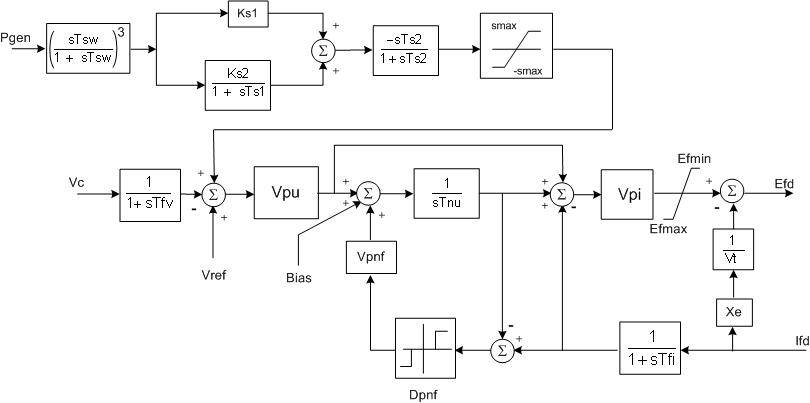 Pgen
( sTsw / 1 + sTsw )3
Ks1
+
Σ
+
Ks2
1 + sTs1
-sTs2
1+sTs2
smax
-smax
Vc
1
1+ sTfv
+
-
Σ
+
Vref
Vpu
+
+
Σ
+
Bias
1
sTnu
+
+
Σ
-
Vpi
Efmin
Efmax
+
Σ
-
Efd
1
Vt
Vpnf
Xe
Dpnf
-
Σ
+
1
1+sTfi
Ifd